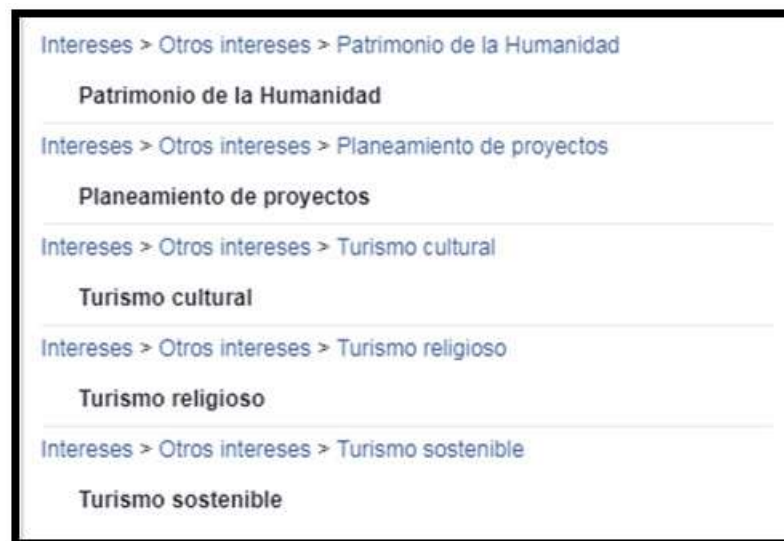 Intereses > Otros intereses > Patrimonio de la Humanidad
Patrimonio de la Humanidad
Intereses > Otros intereses > Planeamiento de proyectos
Planeamiento de proyectos
Intereses > Otros intereses > Turismo cultural
Turismo cultural
Intereses > Otros intereses > Turismo religioso
Turismo religioso
Intereses > Otros intereses > Turismo sostenible
Turismo sostenible